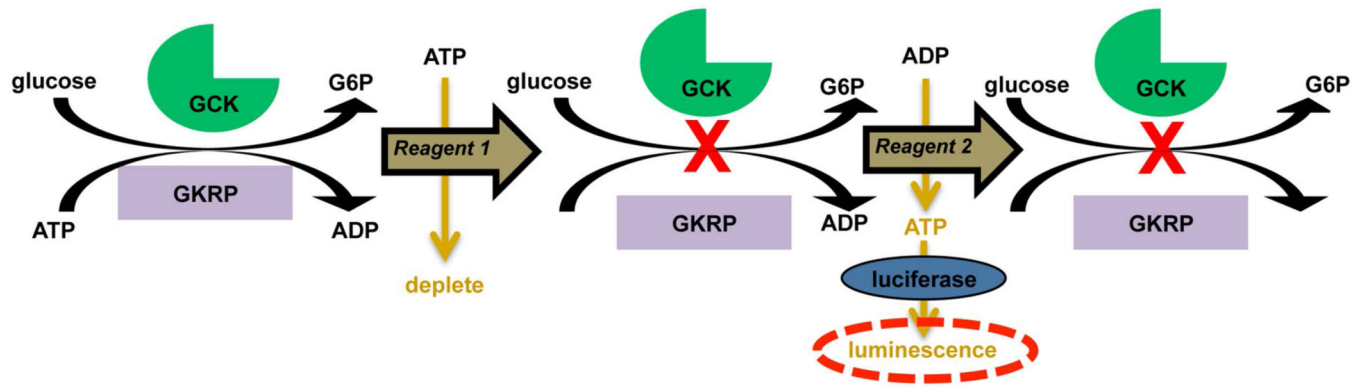 glucose
GCK
G6P
GKRP
ATP
ADP
ATP
Reagent 1
deplete
glucose
GCK
G6P
X
GKRP
ADP
ADP
Reagent 2
ATP
luciferase
luminescence
glucose
GCK
G6P
X
GKRP